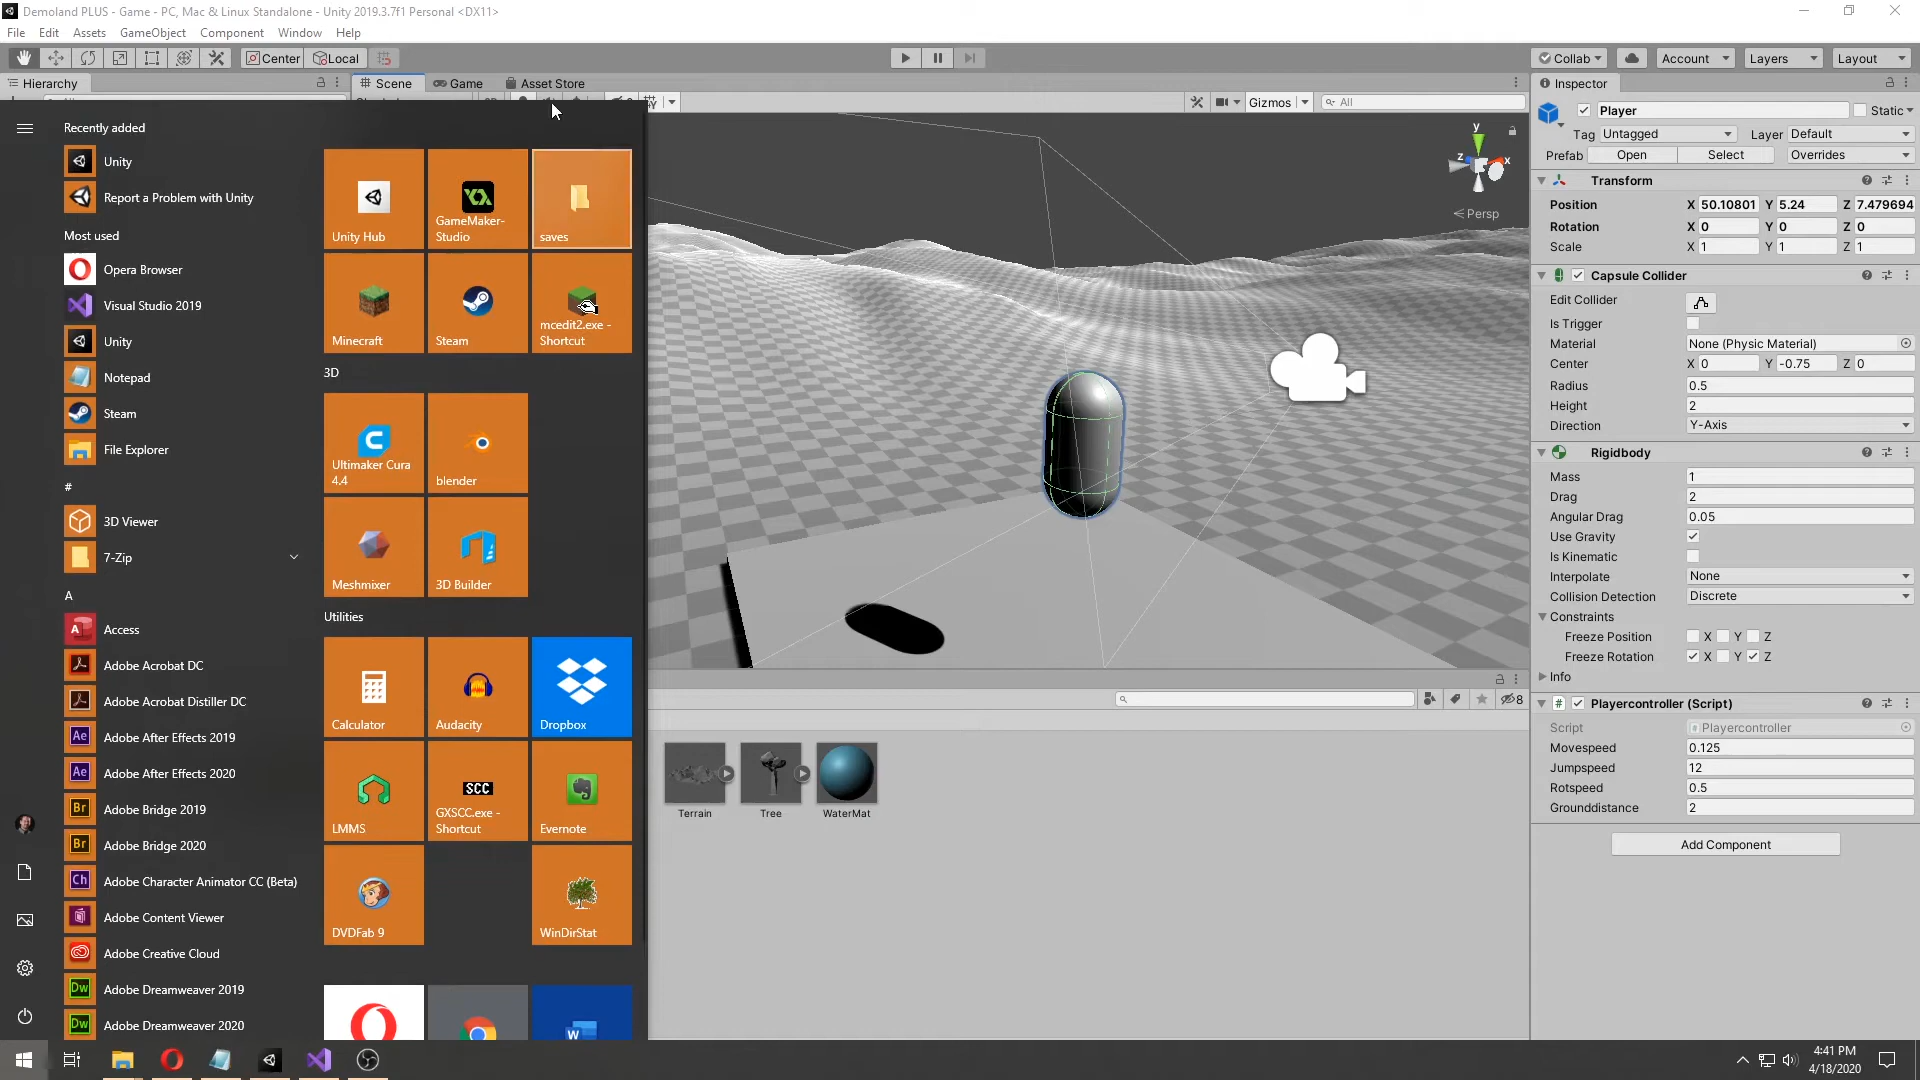 Demoland PLUS - Game - PC, Mac & Linux Standalone - Unity 2019.3.7f1 Personal <DX11>
File Edit Assets GameObject Component Window Help
Center Local
Collab Account Layers Layout
Hierarchy
Scene Game Asset Store
Gizmos All
Inspector
Player Static
Tag Untagged Layer Default
Prefab Open Select Overrides
Transform
Position X 50.10801 Y 5.24 Z 7.479694
Rotation X 0 Y 0 Z 0
Scale X 1 Y 1 Z 1
Capsule Collider
Edit Collider
Is Trigger
Material None (Physic Material)
Center X 0 Y -0.75 Z 0
Radius 0.5
Height 2
Direction Y-Axis
Rigidbody
Mass 1
Drag 2
Angular Drag 0.05
Use Gravity
Is Kinematic
Interpolate None
Collision Detection Discrete
Constraints
Freeze Position X Y Z
Freeze Rotation X Y Z
Info
Playercontroller (Script)
Script Playercontroller
Movespeed 0.125
Jumpspeed 12
Rotspeed 0.5
Grounddistance 2
Add Component
y
z x
Persp
8
Terrain Tree WaterMat
Recently added
Unity
Report a Problem with Unity
Most used
Opera Browser
Visual Studio 2019
Unity
Notepad
Steam
File Explorer
#
3D Viewer
7-Zip
A
Access
Adobe Acrobat DC
Adobe Acrobat Distiller DC
Adobe After Effects 2019
Adobe After Effects 2020
Adobe Bridge 2019
Adobe Bridge 2020
Adobe Character Animator CC (Beta)
Adobe Content Viewer
Adobe Creative Cloud
Adobe Dreamweaver 2019
Adobe Dreamweaver 2020
Unity Hub
GameMaker-
Studio
saves
Minecraft
Steam
mcedit2.exe -
Shortcut
3D
Ultimaker Cura
4.4
blender
Meshmixer
3D Builder
Utilities
Calculator
Audacity
Dropbox
LMMS
SCC
GXSCC.exe -
Shortcut
Evernote
DVDFab 9
WinDirStat
4:41 PM
4/18/2020